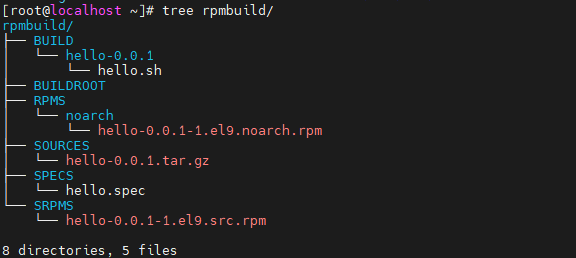 [root@localhost ~]# tree rpmbuild/
rpmbuild/
├── BUILD
│   └── hello-0.0.1
│       └── hello.sh
├── BUILDROOT
├── RPMS
│   └── noarch
│       └── hello-0.0.1-1.el9.noarch.rpm
├── SOURCES
│   └── hello-0.0.1.tar.gz
├── SPECS
│   └── hello.spec
└── SRPMS
    └── hello-0.0.1-1.el9.src.rpm
8 directories, 5 files